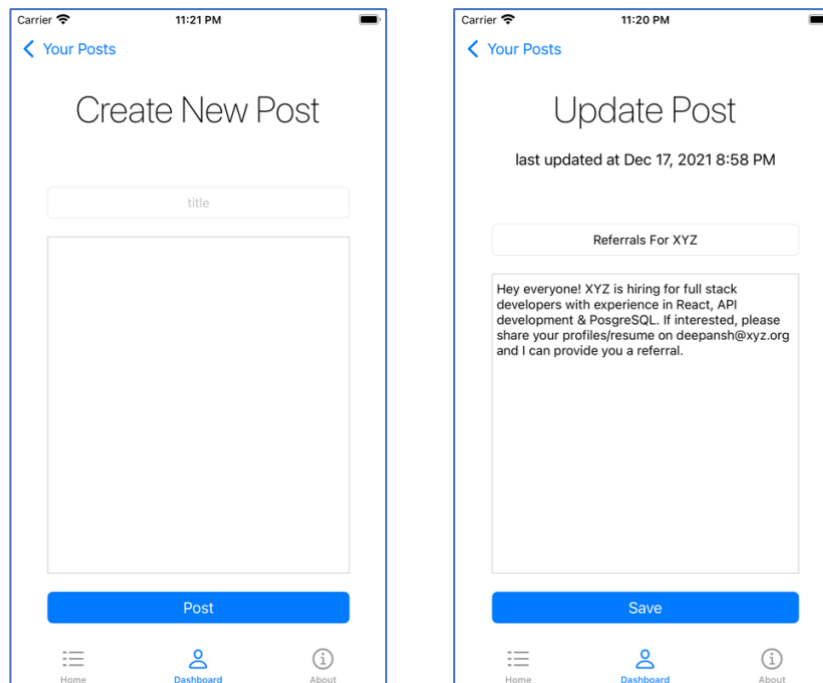 Carrier 11:21 PM
Your Posts
Create New Post
title
Post
Home Dashboard About
Carrier 11:20 PM
Your Posts
Update Post
last updated at Dec 17, 2021 8:58 PM
Referrals For XYZ
Hey everyone! XYZ is hiring for full stack
developers with experience in React, API
development & PosgreSQL. If interested, please
share your profiles/resume on deepansh@xyz.org
and I can provide you a referral.
Save
Home Dashboard About